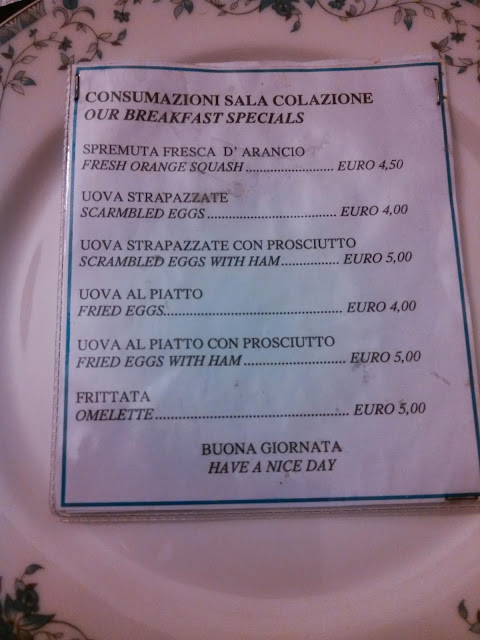 CONSUMAZIONI SALA COLAZIONE
OUR BREAKFAST SPECIALS
SPREMUTA FRESCA D' ARANCIO
FRESH ORANGE SQUASH .......................... EURO 4,50
UOVA STRAPAZZATE
SCARMBLED EGGS ...................................... EURO 4,00
UOVA STRAPAZZATE CON PROSCIUTTO
SCRAMBLED EGGS WITH HAM ................. EURO 5,00
UOVA AL PIATTO
FRIED EGGS..................................................... EURO 4,00
UOVA AL PIATTO CON PROSCIUTTO
FRIED EGGS WITH HAM .............................. EURO 5,00
FRITTATA
OMELETTE ......................................................... EURO 5,00
BUONA GIORNATA
HAVE A NICE DAY